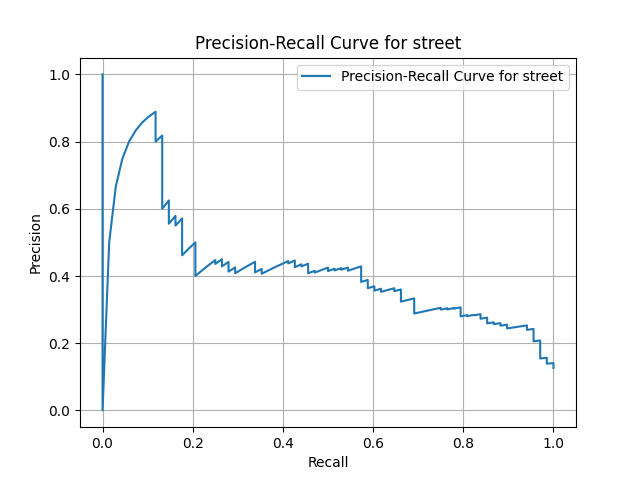 Precision-Recall Curve for street
Precision-Recall Curve for street
1.0
0.8
0.6
0.4
0.2
0.0
Precision
0.0 0.2 0.4 0.6 0.8 1.0
Recall